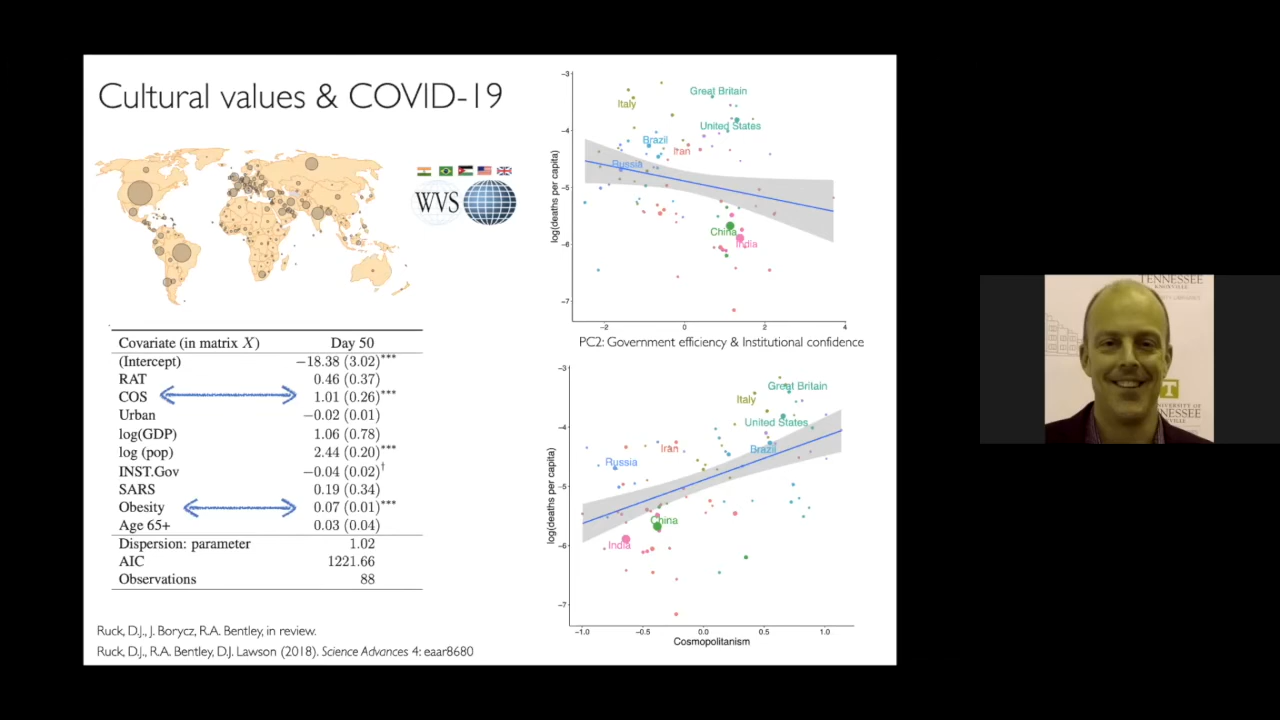 Cultural values & COVID-19
WVS
Covariate (in matrix X) Day 50
(Intercept) −18.38 (3.02)***
RAT 0.46 (0.37)
COS 1.01 (0.26)***
Urban −0.02 (0.01)
log(GDP) 1.06 (0.78)
log (pop) 2.44 (0.20)***
INST.Gov −0.04 (0.02)†
SARS 0.19 (0.34)
Obesity 0.07 (0.01)***
Age 65+ 0.03 (0.04)
Dispersion: parameter 1.02
AIC 1221.66
Observations 88
Ruck, D.J., J. Borycz, R.A. Bentley, in review.
Ruck, D.J., R.A. Bentley, D.J. Lawson (2018). Science Advances 4: eaar8680
−3
Great Britain
Italy
−4
United States
Brazil
Iran
Russia
−5
log(deaths per capita)
China
−6
India
−7
−2 0 2 4
PC2: Government efficiency & Institutional confidence
−3
Great Britain
Italy
−4
United States
Iran
Brazil
Russia
−5
log(deaths per capita)
China
−6
India
−7
−1.0 −0.5 0.0 0.5 1.0
Cosmopolitanism
TENNESSEE
KNOXVILLE
T